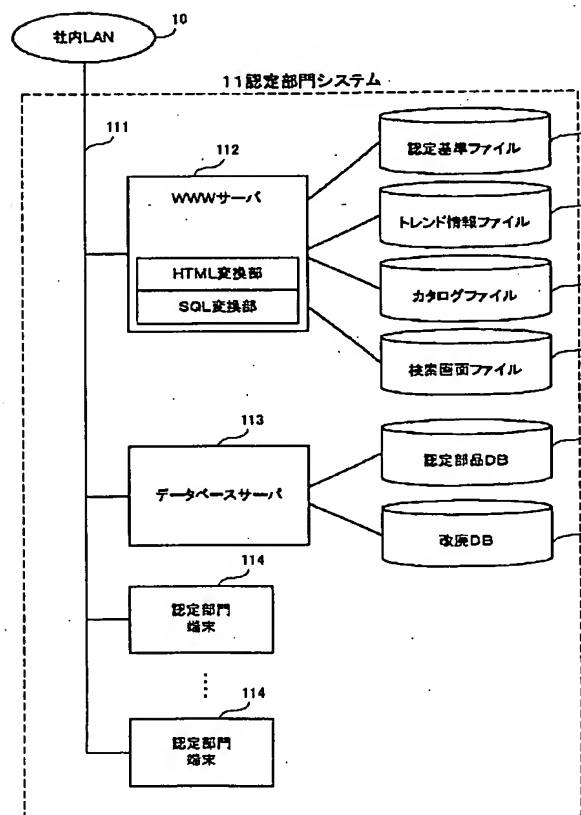 10
社内LAN
11認定部門システム
111
112
WWWサーバ
HTML変換部
SQL変換部
認定基準ファイル
トレンド情報ファイル
カタログファイル
検索画面ファイル
113
データベースサーバ
認定部品DB
改廃DB
114
認定部門
端末
114
認定部門
端末